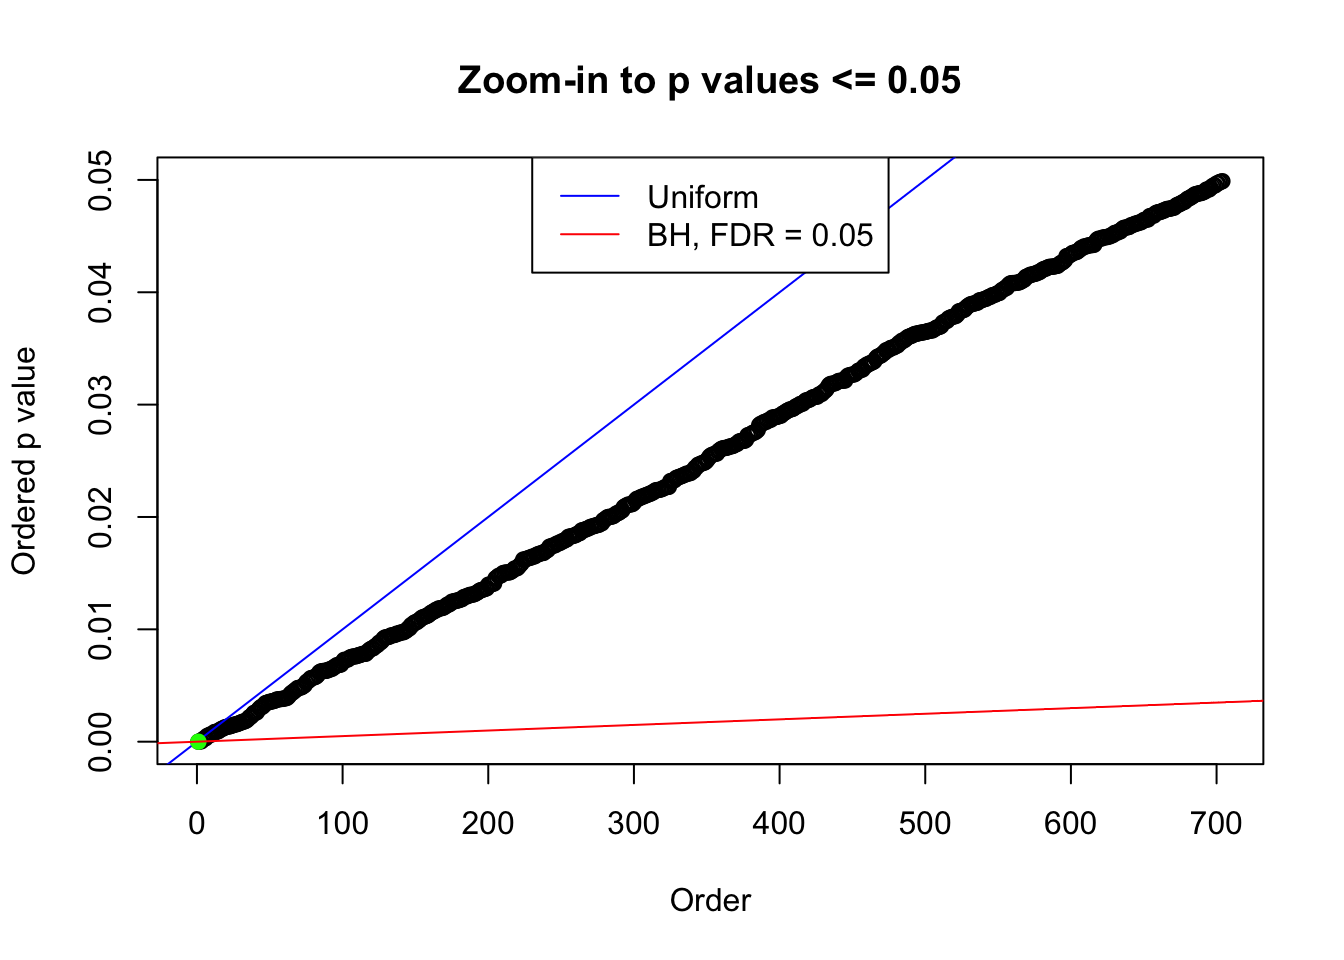 Zoom-in to p values <= 0.05
Uniform
BH, FDR = 0.05
Ordered p value
0.05
0.04
0.03
0.02
0.01
0.00
0 100 200 300 400 500 600 700
Order